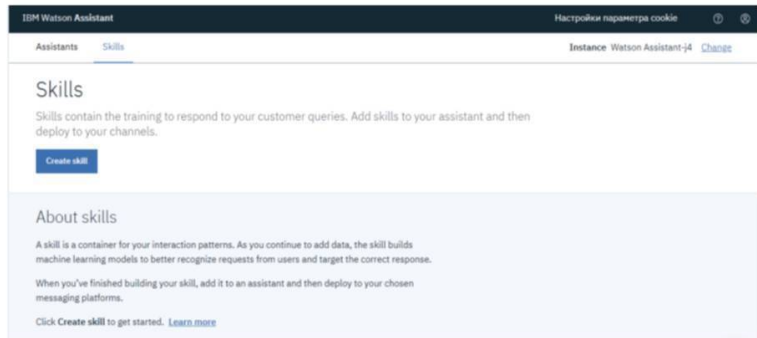 IBM Watson Assistant Настройки параметра cookie
Assistants Skills Instance Watson Assistant-j4 Change
Skills
Skills contain the training to respond to your customer queries. Add skills to your assistant and then
deploy to your channels.
Create skill
About skills
A skill is a container for your interaction patterns. As you continue to add data, the skill builds
machine learning models to better recognize requests from users and target the correct response.
When you've finished building your skill, add it to an assistant and then deploy to your chosen
messaging platforms.
Click Create skill to get started. Learn more